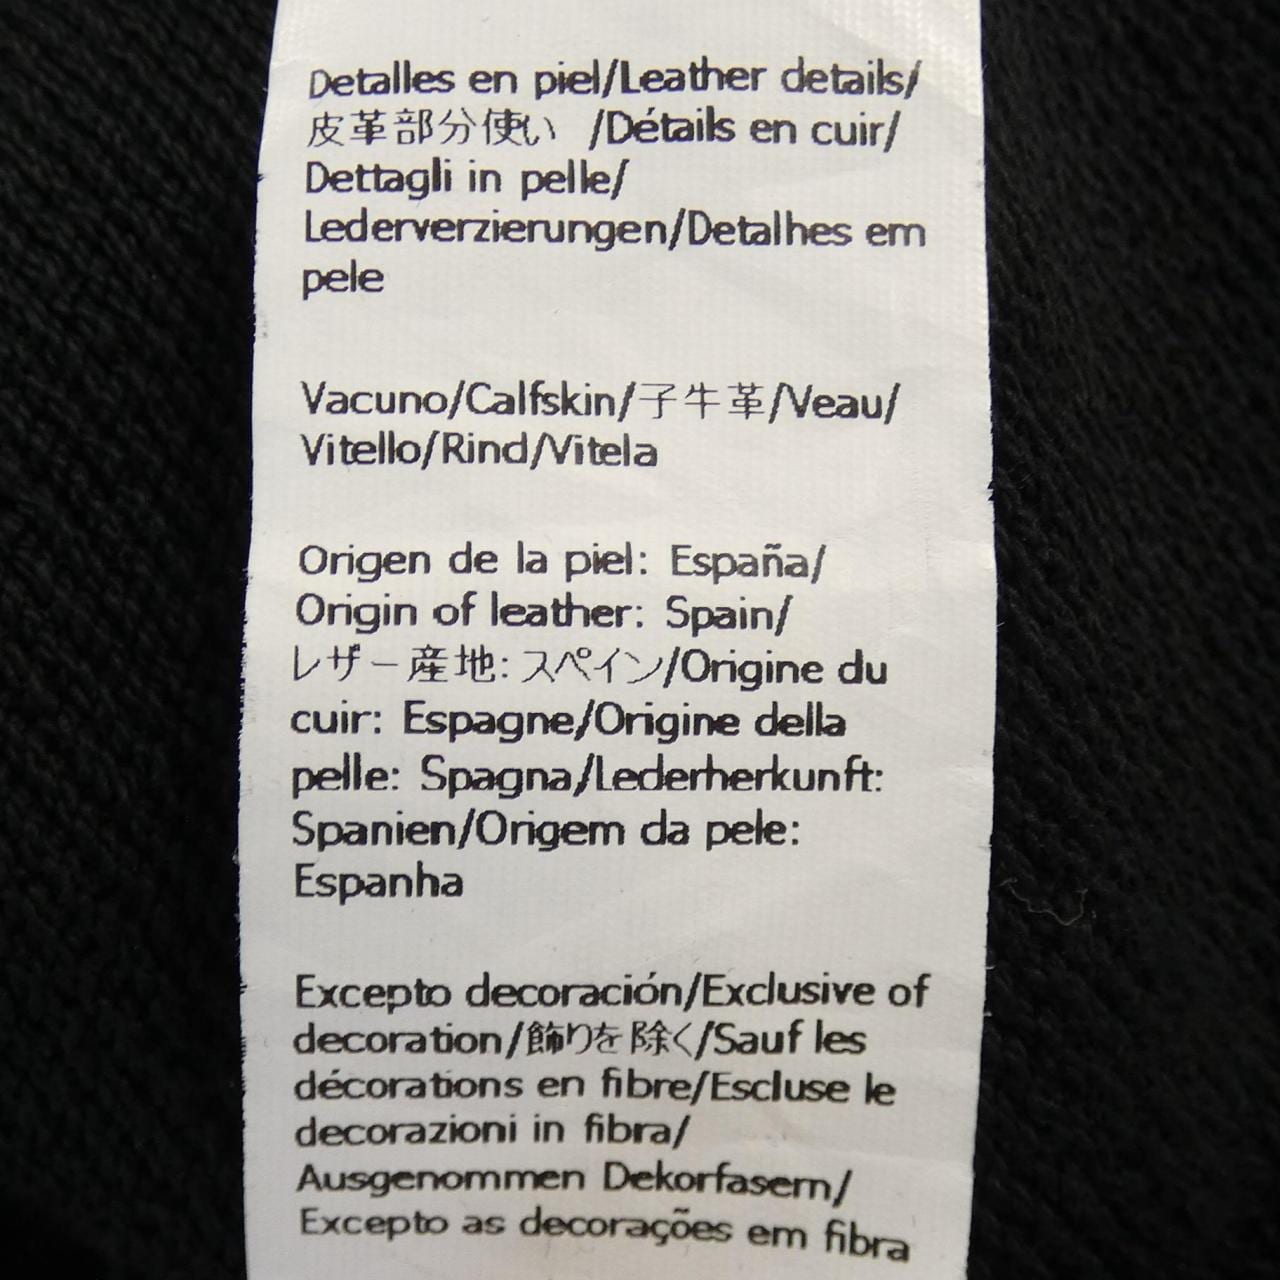 Detalles en piel/Leather details/
皮革部分使い /Détails en cuir/
Dettagli in pelle/
Lederverzierungen/Detalhes em
pele
Vacuno/Calfskin/子牛革/Veau/
Vitello/Rind/Vitela
Origen de la piel: España/
Origin of leather: Spain/
レザー産地: スペイン/Origine du
cuir: Espagne/Origine della
pelle: Spagna/Lederherkunft:
Spanien/Origem da pele:
Espanha
Excepto decoración/Exclusive of
decoration/飾りを除く/Sauf les
décorations en fibre/Escluse le
decorazioni in fibra/
Ausgenommen Dekorfasern/
Excepto as decorações em fibra